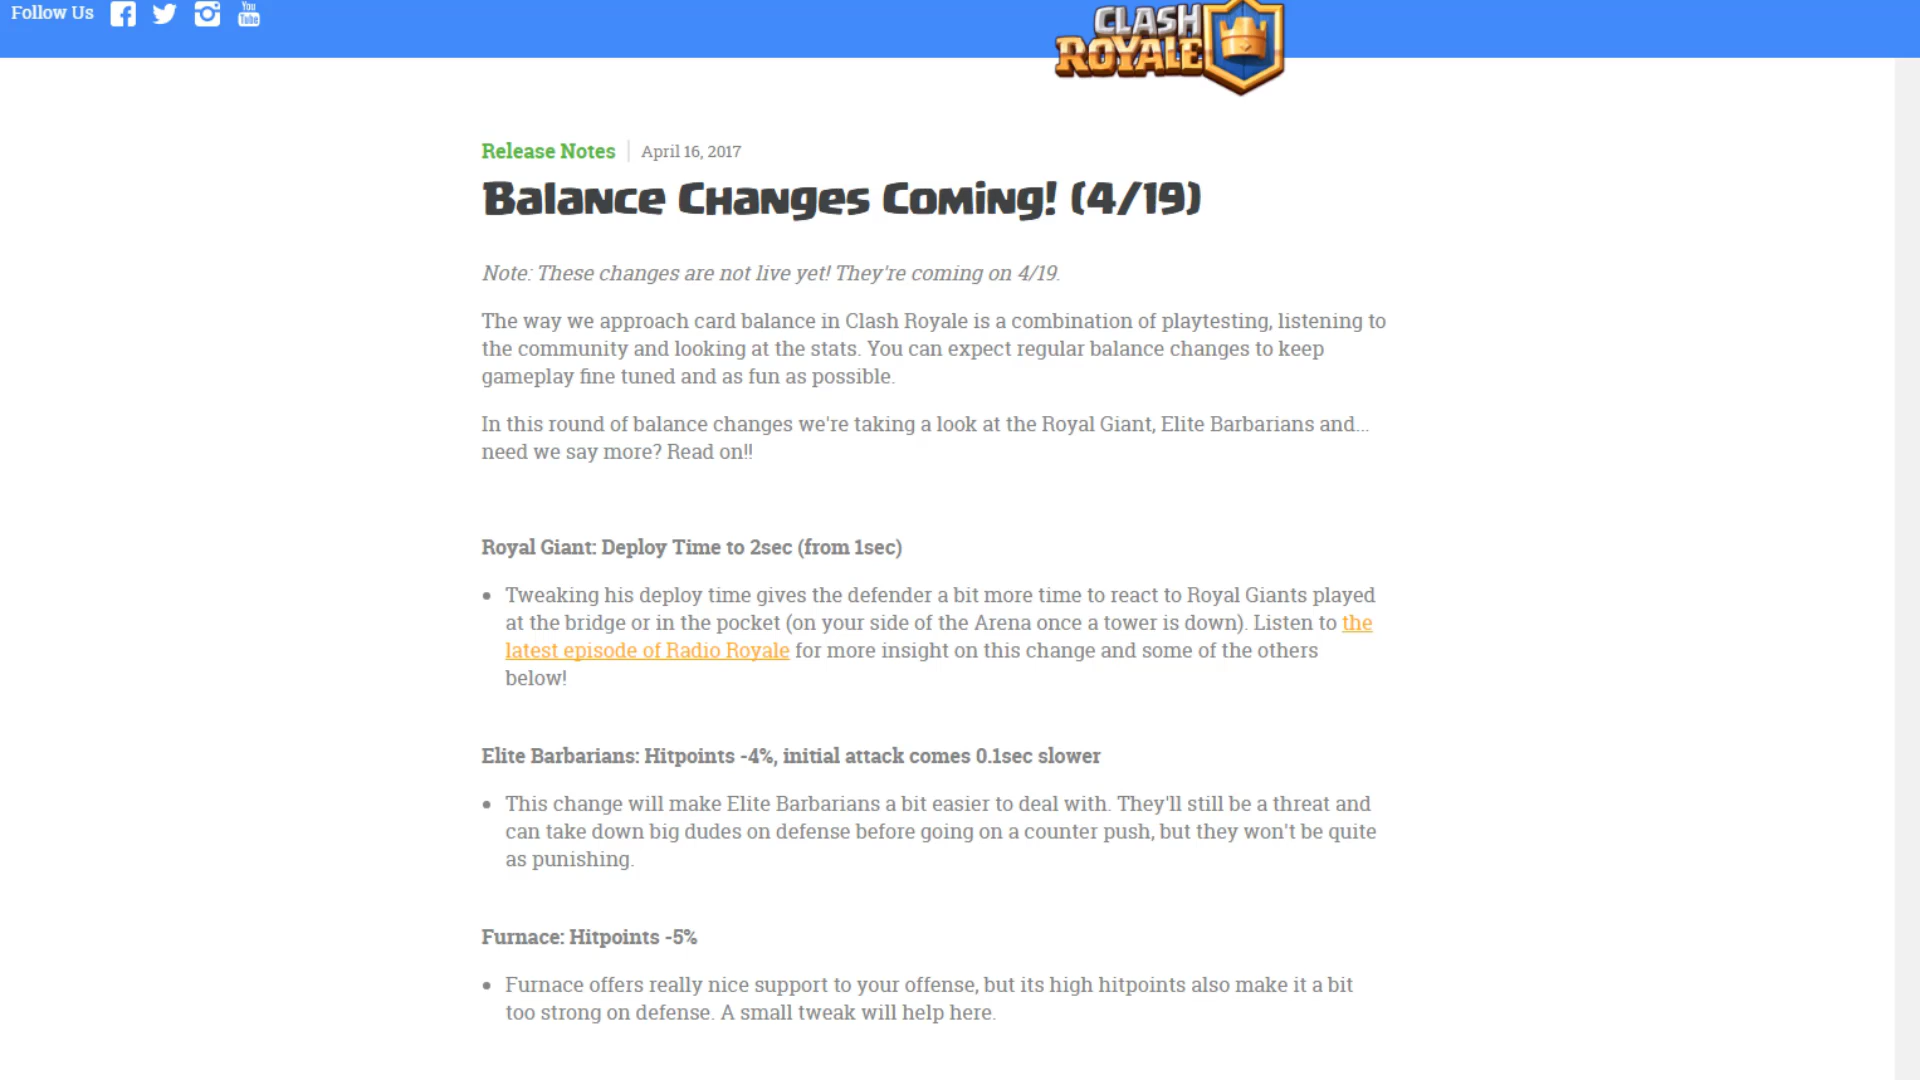 Follow Us
You
Tube
CLASH
ROYALE
Release Notes
April 16, 2017
Balance Changes Coming! (4/19)
Note: These changes are not live yet! They're coming on 4/19.
The way we approach card balance in Clash Royale is a combination of playtesting, listening to
the community and looking at the stats. You can expect regular balance changes to keep
gameplay fine tuned and as fun as possible.
In this round of balance changes we're taking a look at the Royal Giant, Elite Barbarians and...
need we say more? Read on!!
Royal Giant: Deploy Time to 2sec (from 1sec)
• Tweaking his deploy time gives the defender a bit more time to react to Royal Giants played
at the bridge or in the pocket (on your side of the Arena once a tower is down). Listen to the
latest episode of Radio Royale for more insight on this change and some of the others
below!
Elite Barbarians: Hitpoints -4%, initial attack comes 0.1sec slower
• This change will make Elite Barbarians a bit easier to deal with. They'll still be a threat and
can take down big dudes on defense before going on a counter push, but they won't be quite
as punishing.
Furnace: Hitpoints -5%
• Furnace offers really nice support to your offense, but its high hitpoints also make it a bit
too strong on defense. A small tweak will help here.